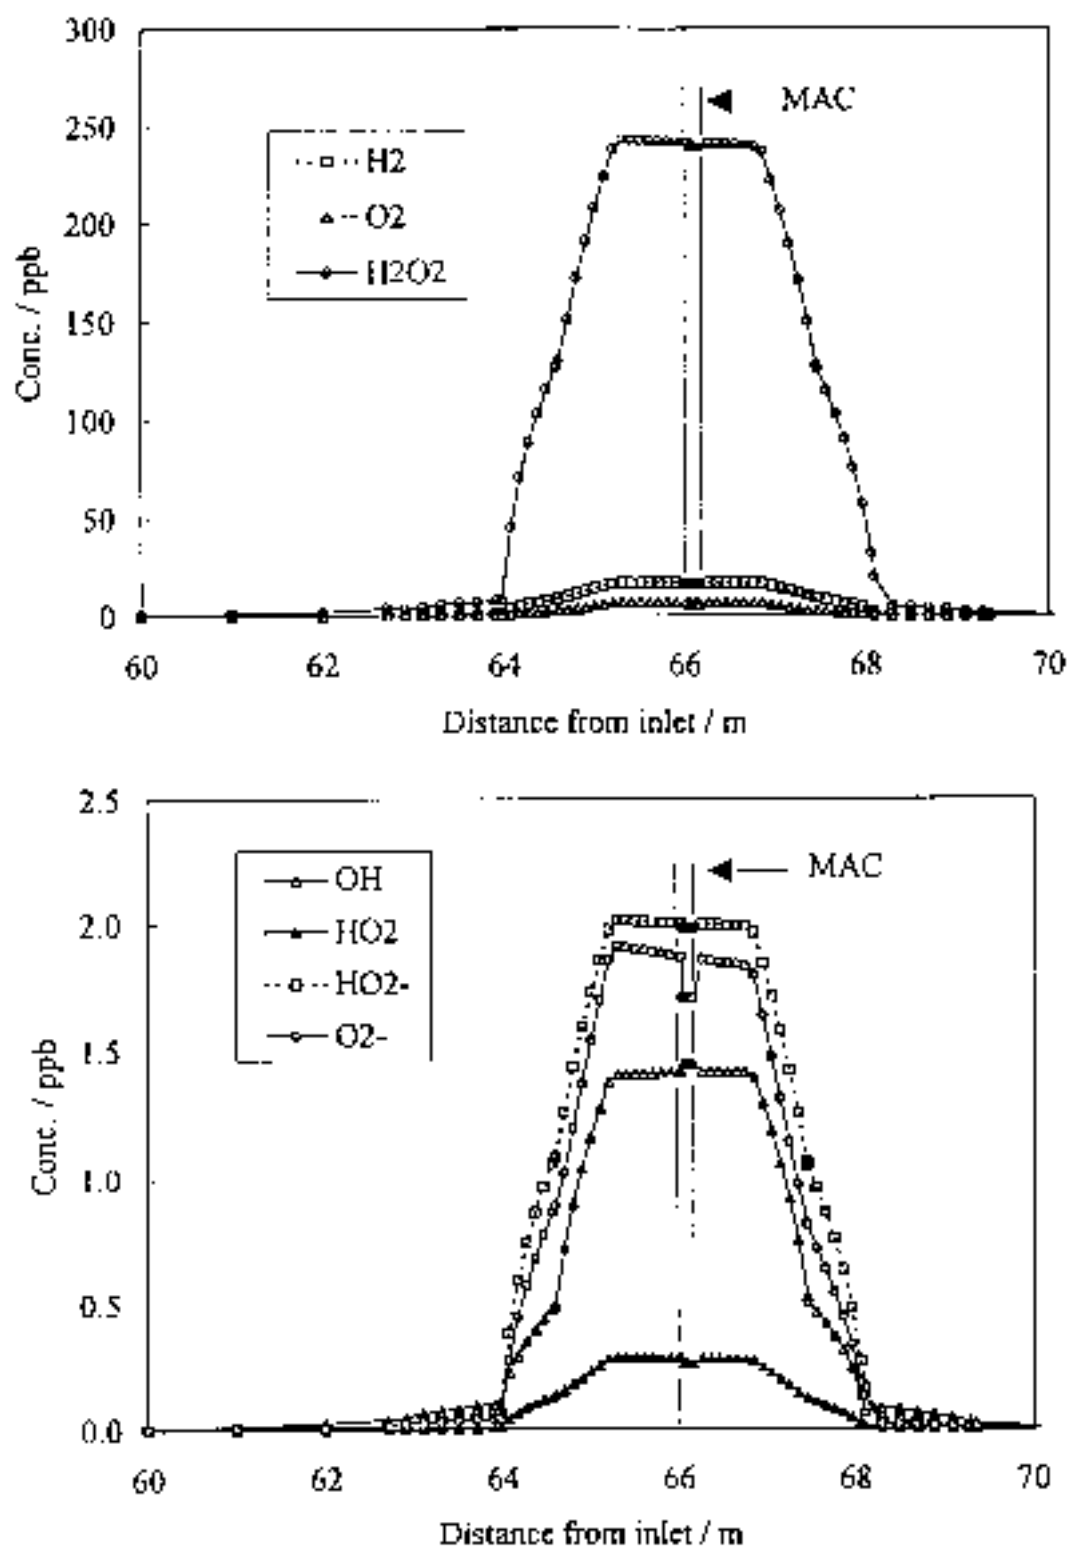 300
250
200
150
100
50
0
Conc. / ppb
H2
O2
H2O2
MAC
60 62 64 66 68 70
Distance from inlet / m
2.5
2.0
1.5
1.0
0.5
0.0
Conc. / ppb
OH
HO2
HO2-
O2-
MAC
60 62 64 66 68 70
Distance from inlet / m